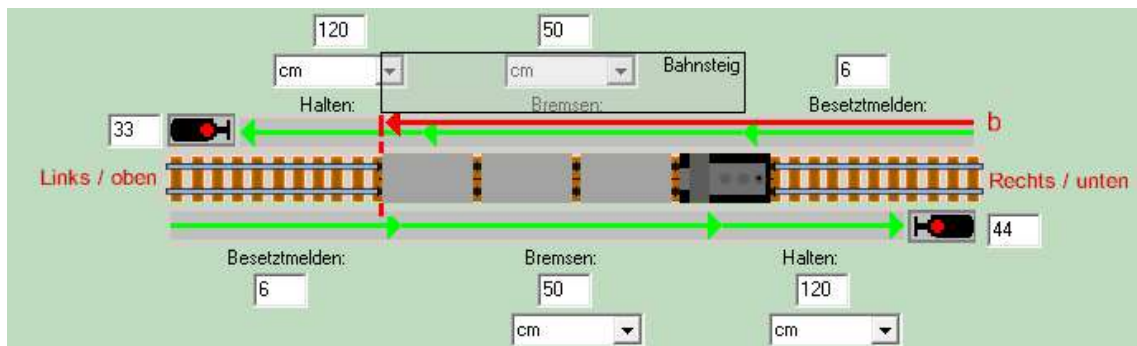 120 50
cm cm Bahnsteig 6
Halten: Bremsen: Besetztmelden:
33 b
Links / oben Rechts / unten
44
Besetztmelden: Bremsen: Halten:
6 50 120
cm cm